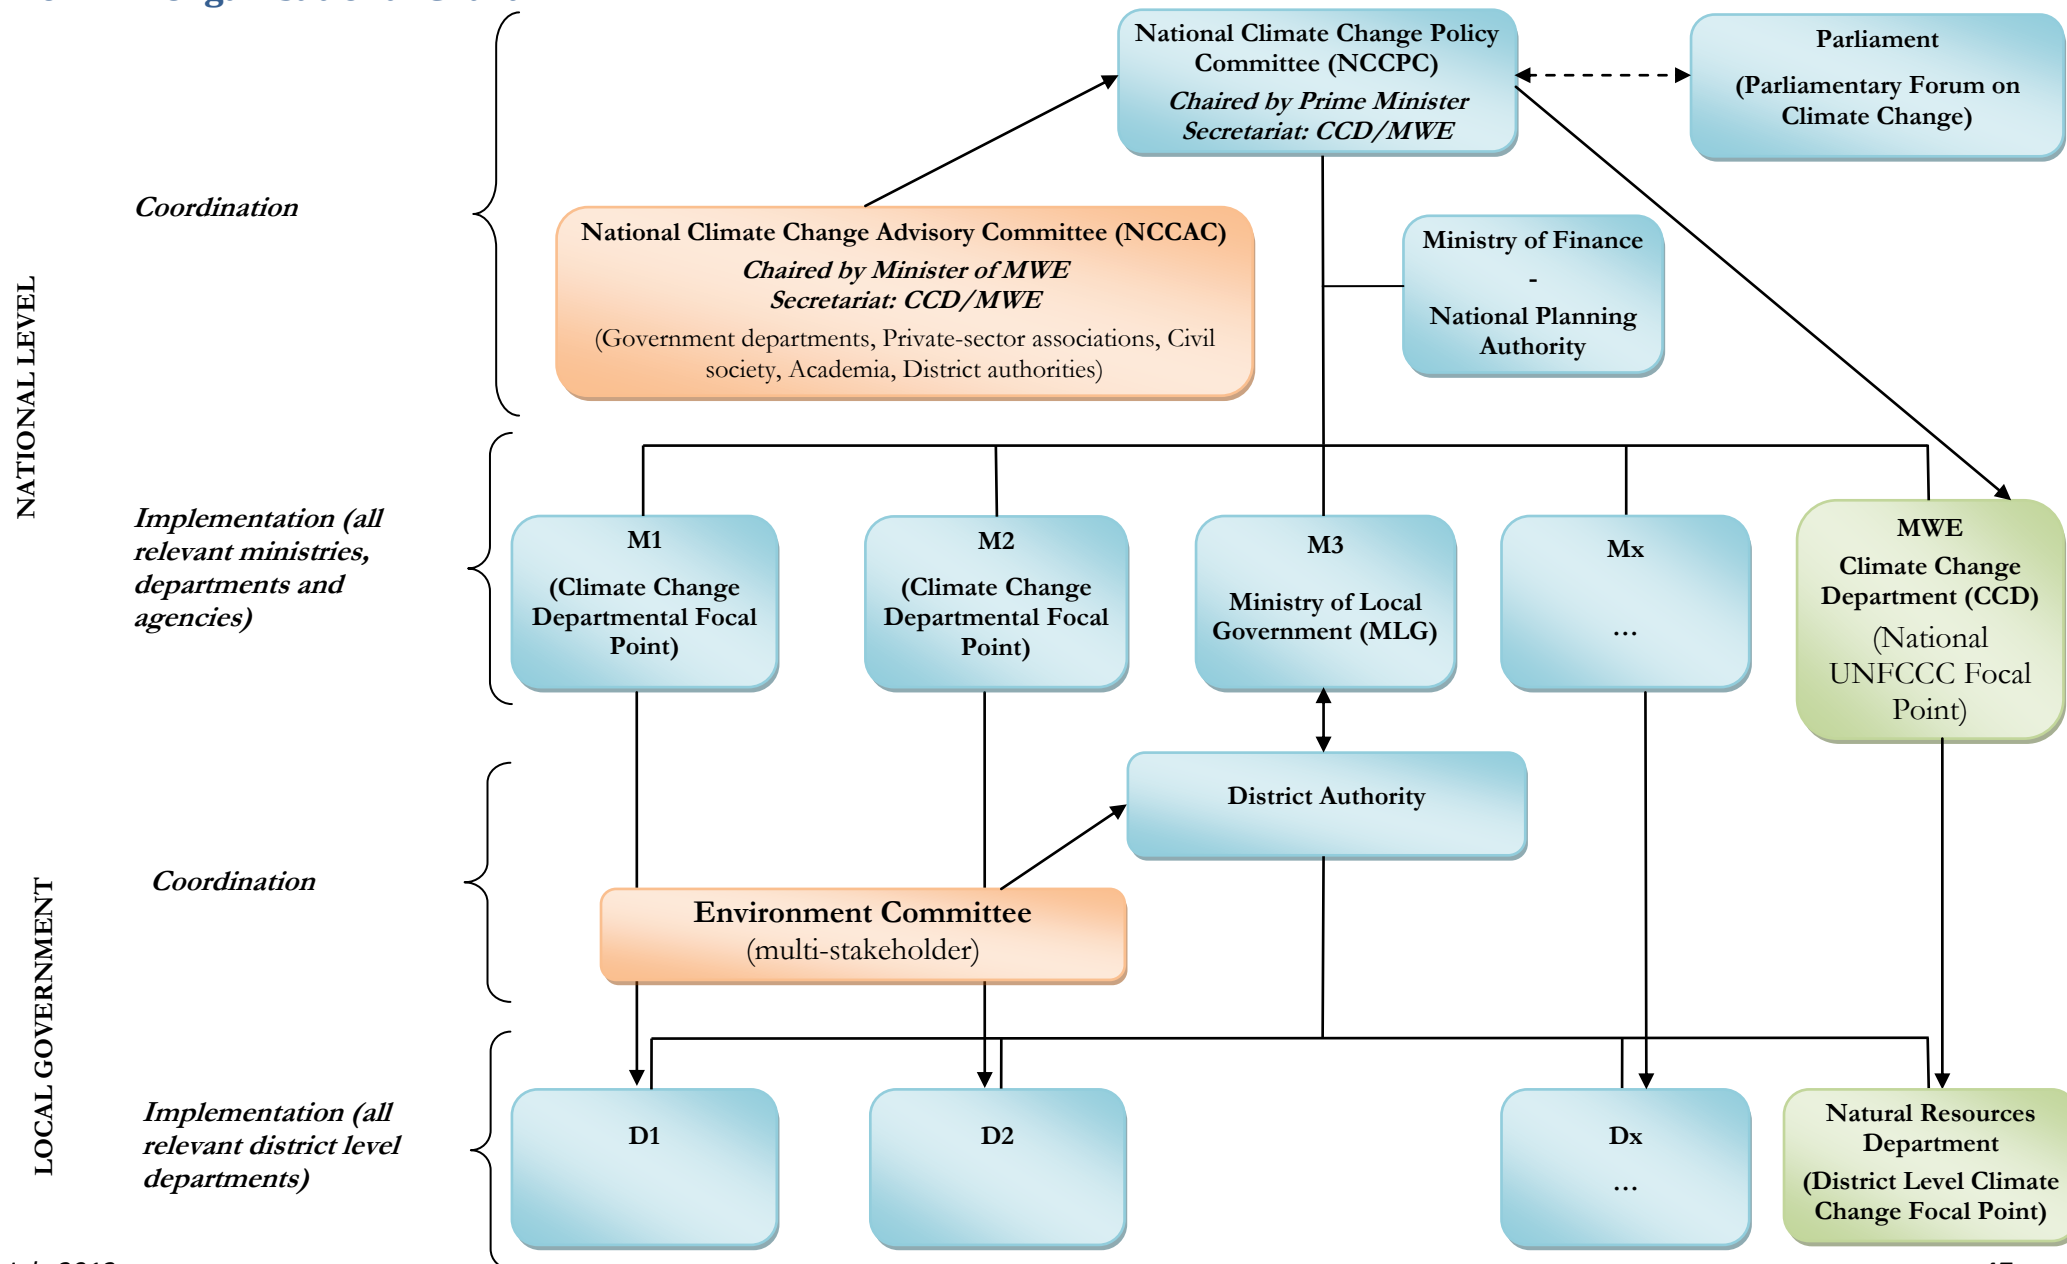 National Climate Change Policy
Committee (NCCPC)
Chaired by Prime Minister
Secretariat: CCD/MWE
Parliament
(Parliamentary Forum on
Climate Change)
NATIONAL LEVEL
Coordination
National Climate Change Advisory Committee (NCCAC)
Chaired by Minister of MWE
Secretariat: CCD/MWE
(Government departments, Private-sector associations, Civil
society, Academia, District authorities)
Ministry of Finance
-
National Planning
Authority
Implementation (all
relevant ministries,
departments and
agencies)
M1
(Climate Change
Departmental Focal
Point)
M2
(Climate Change
Departmental Focal
Point)
M3
Ministry of Local
Government (MLG)
Mx
...
MWE
Climate Change
Department (CCD)
(National
UNFCCC Focal
Point)
LOCAL GOVERNMENT
Coordination
District Authority
Environment Committee
(multi-stakeholder)
Implementation (all
relevant district level
departments)
D1
D2
Dx
...
Natural Resources
Department
(District Level Climate
Change Focal Point)